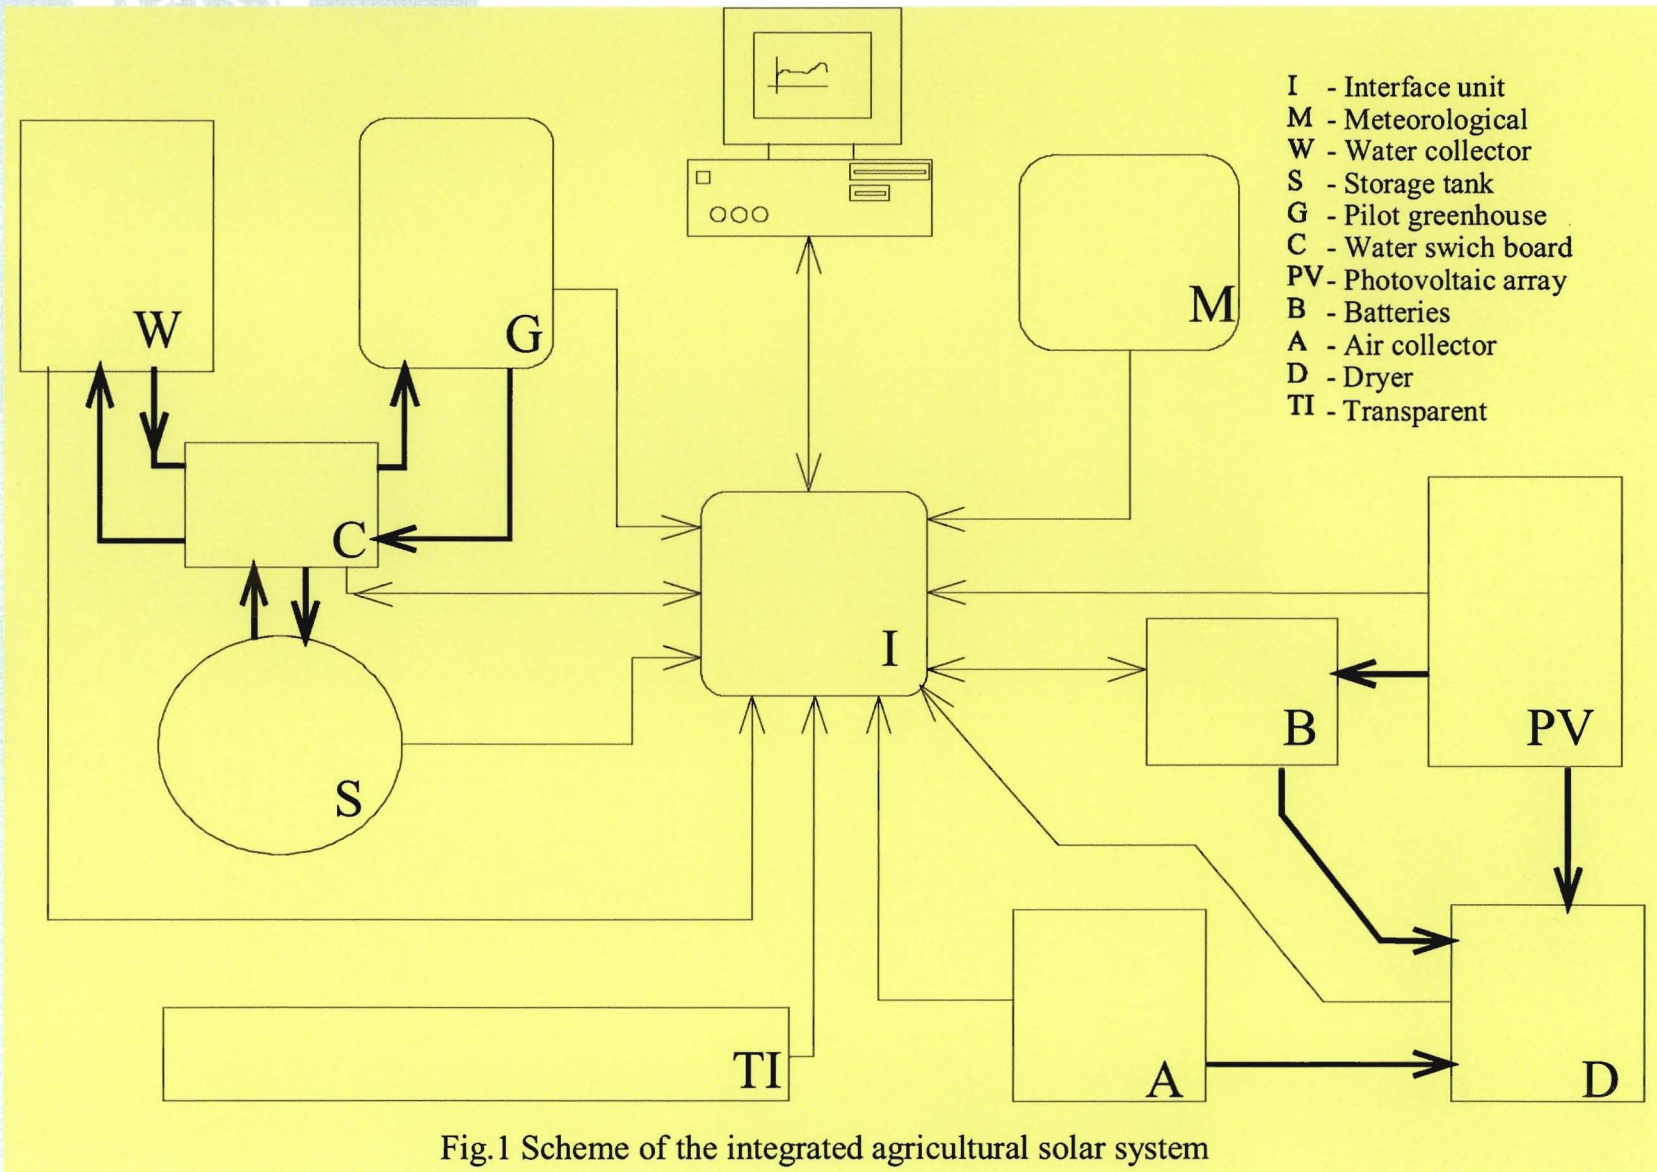 I - Interface unit
M - Meteorological
W - Water collector
S - Storage tank
G - Pilot greenhouse
C - Water swich board
PV - Photovoltaic array
B - Batteries
A - Air collector
D - Dryer
TI - Transparent
W
G
M
C
I
S
B
PV
TI
A
D
Fig.1 Scheme of the integrated agricultural solar system